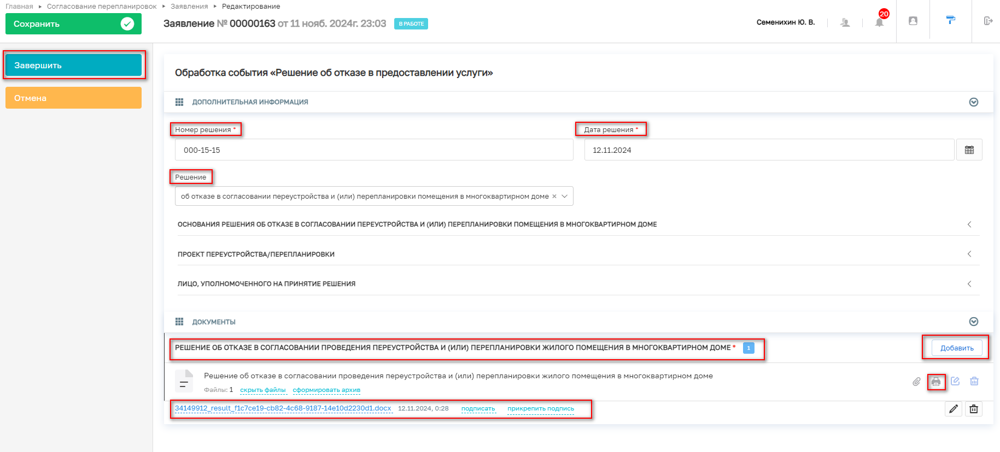 Главная ▸ Согласование перепланировок ▸ Заявления ▸ Редактирование
Сохранить
Заявление № 00000163 от 11 нояб. 2024г. 23:03
В РАБОТЕ
Семенихин Ю. В.
20
Завершить
Отмена
Обработка события «Решение об отказе в предоставлении услуги»
ДОПОЛНИТЕЛЬНАЯ ИНФОРМАЦИЯ
Номер решения *
Дата решения *
000-15-15
12.11.2024
Решение
об отказе в согласовании переустройства и (или) перепланировки помещения в многоквартирном доме ×
ОСНОВАНИЯ РЕШЕНИЯ ОБ ОТКАЗЕ В СОГЛАСОВАНИИ ПЕРЕУСТРОЙСТВА И (ИЛИ) ПЕРЕПЛАНИРОВКИ ПОМЕЩЕНИЯ В МНОГОКВАРТИРНОМ ДОМЕ
ПРОЕКТ ПЕРЕУСТРОЙСТВА/ПЕРЕПЛАНИРОВКИ
ЛИЦО, УПОЛНОМОЧЕННОГО НА ПРИНЯТИЕ РЕШЕНИЯ
ДОКУМЕНТЫ
РЕШЕНИЕ ОБ ОТКАЗЕ В СОГЛАСОВАНИИ ПРОВЕДЕНИЯ ПЕРЕУСТРОЙСТВА И (ИЛИ) ПЕРЕПЛАНИРОВКИ ЖИЛОГО ПОМЕЩЕНИЯ В МНОГОКВАРТИРНОМ ДОМЕ * 1
Добавить
Решение об отказе в согласовании проведения переустройства и (или) перепланировки жилого помещения в многоквартирном доме
Файлы: 1 скрыть файлы сформировать архив
34149912_result_f1c7ce19-cb82-4c68-9187-14e10d2230d1.docx 12.11.2024, 0:28 подписать прикрепить подпись